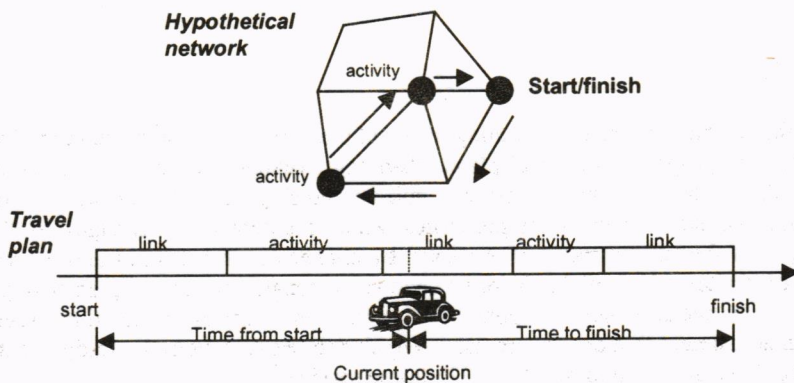 Hypothetical
network
activity
Start/finish
activity
Travel
plan
link activity link activity link
start finish
Time from start Time to finish
Current position